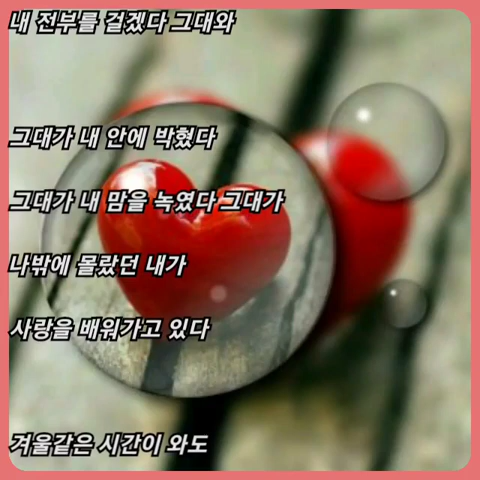 내 전부를 걸겠다 그대와
그대가 내 안에 박혔다
그대가 내 맘을 녹였다 그대가
나밖에 몰랐던 내가
사랑을 배워가고 있다
겨울같은 시간이 와도